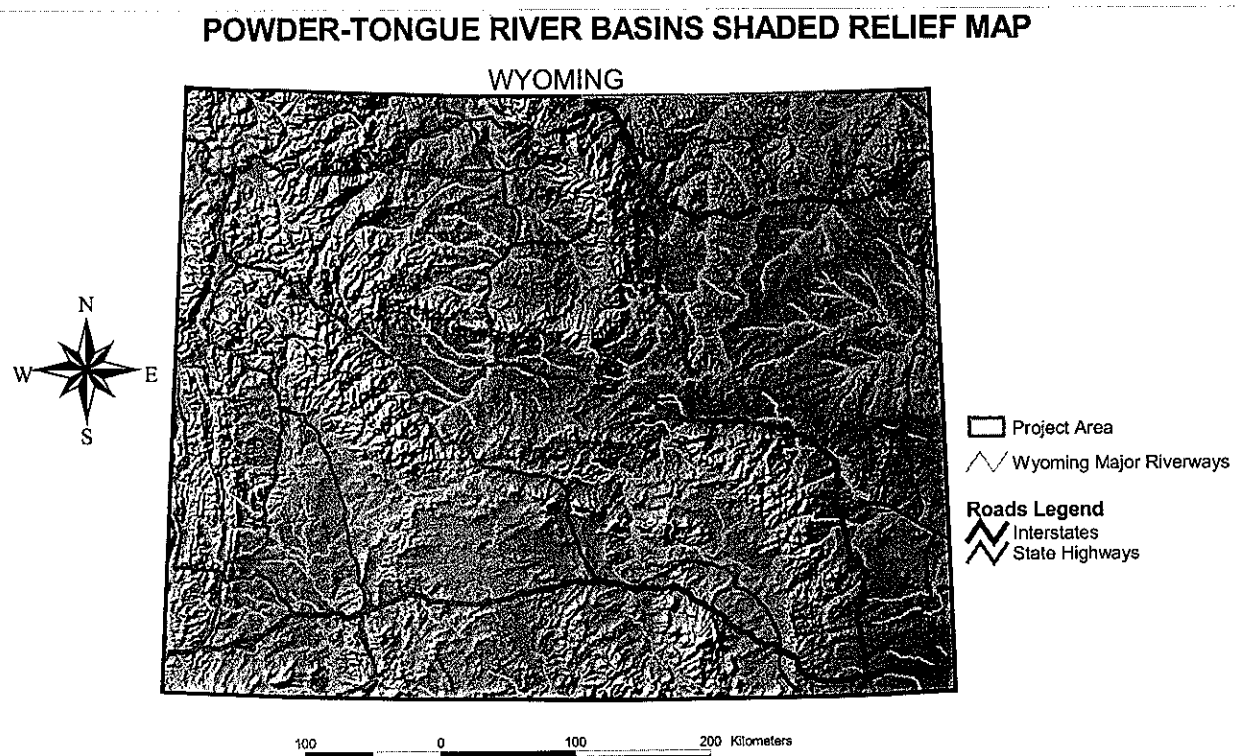 POWDER-TONGUE RIVER BASINS SHADED RELIEF MAP
WYOMING
N
W E
S
Project Area
Wyoming Major Riverways
Roads Legend
Interstates
State Highways
100 0 100 200 Kilometers